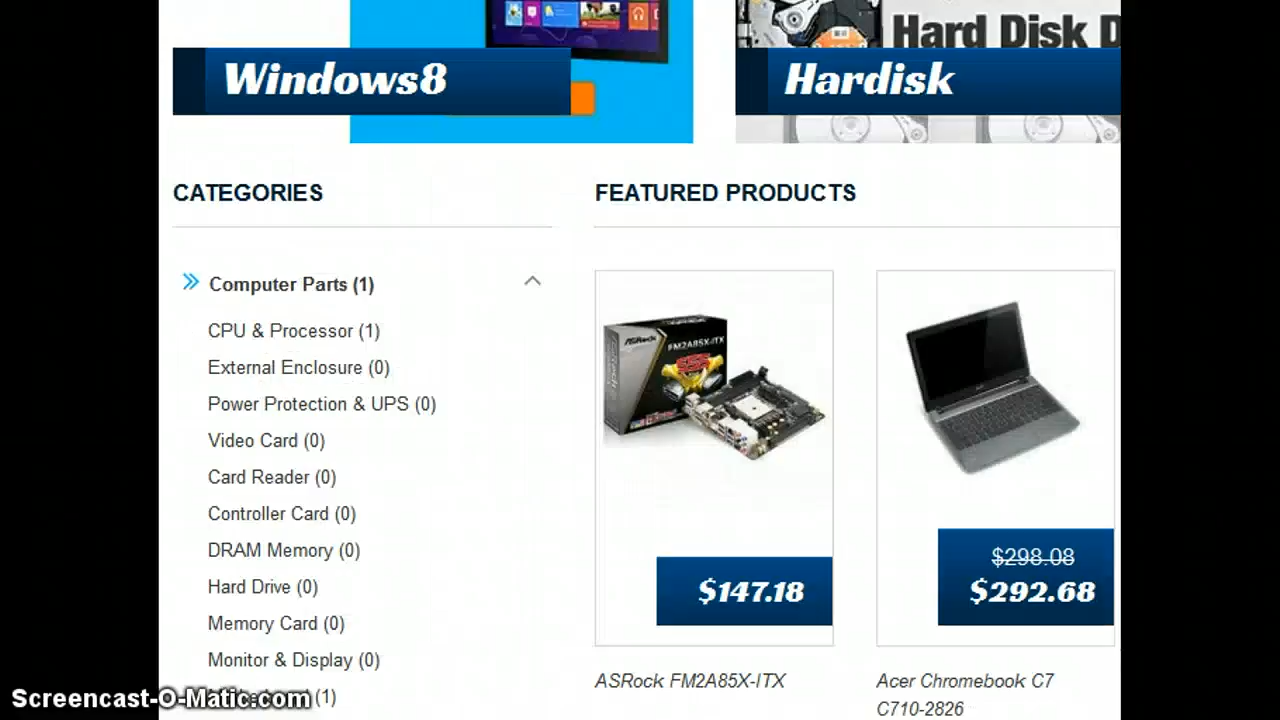 Hard Disk D
Windows8
Hardisk
CATEGORIES
FEATURED PRODUCTS
Computer Parts (1)
CPU & Processor (1)
External Enclosure (0)
Power Protection & UPS (0)
Video Card (0)
Card Reader (0)
Controller Card (0)
DRAM Memory (0)
Hard Drive (0)
Memory Card (0)
Monitor & Display (0)
(1)
ASRock
FM2A85X-ITX
$147.18
ASRock FM2A85X-ITX
$298.08
$292.68
Acer Chromebook C7
C710-2826
Screencast-O-Matic.com